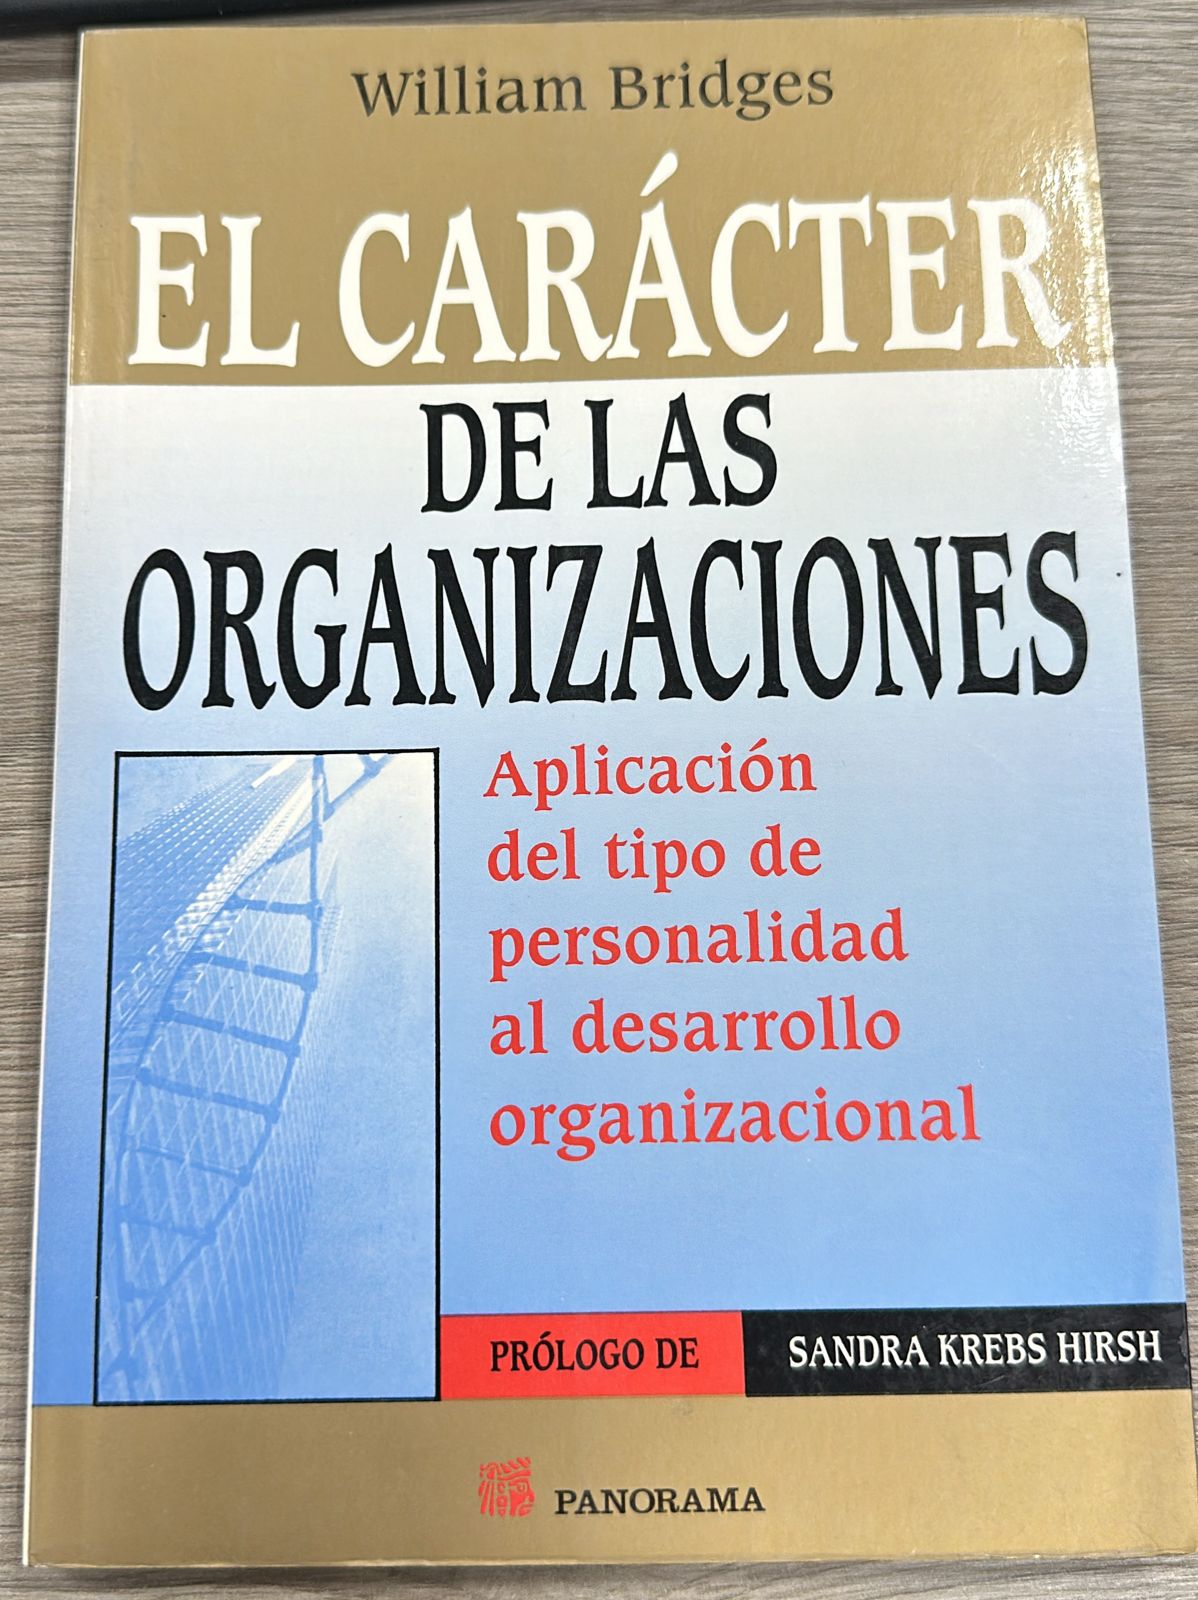 William Bridges
EL CARÁCTER
DE LAS
ORGANIZACIONES
Aplicación
del tipo de
personalidad
al desarrollo
organizacional
PRÓLOGO DE SANDRA KREBS HIRSH
PANORAMA